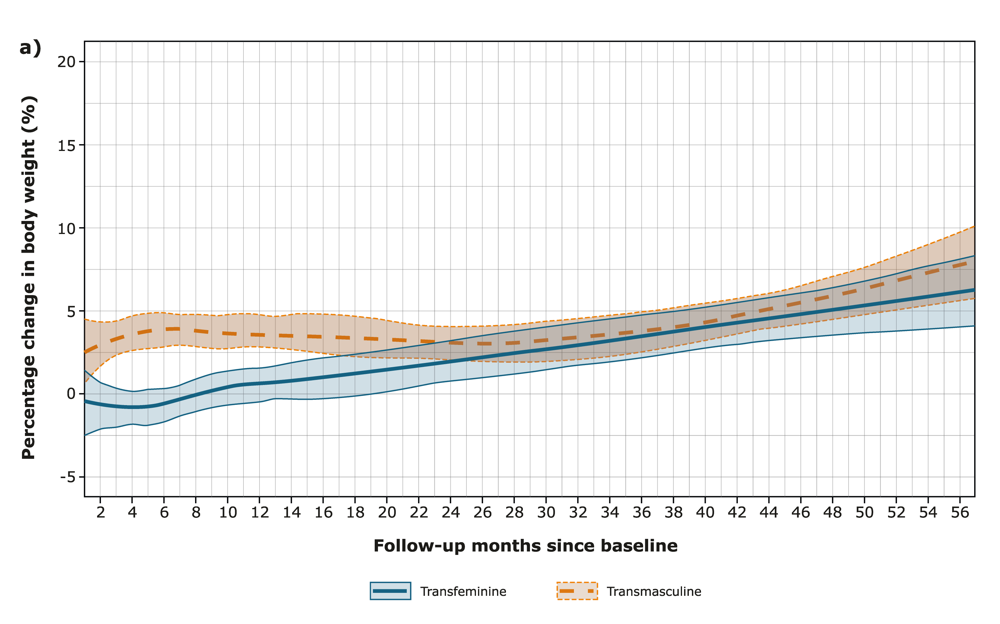 a)
Percentage change in body weight (%)
20
15
10
5
0
-5
2 4 6 8 10 12 14 16 18 20 22 24 26 28 30 32 34 36 38 40 42 44 46 48 50 52 54 56
Follow-up months since baseline
Transfeminine Transmasculine